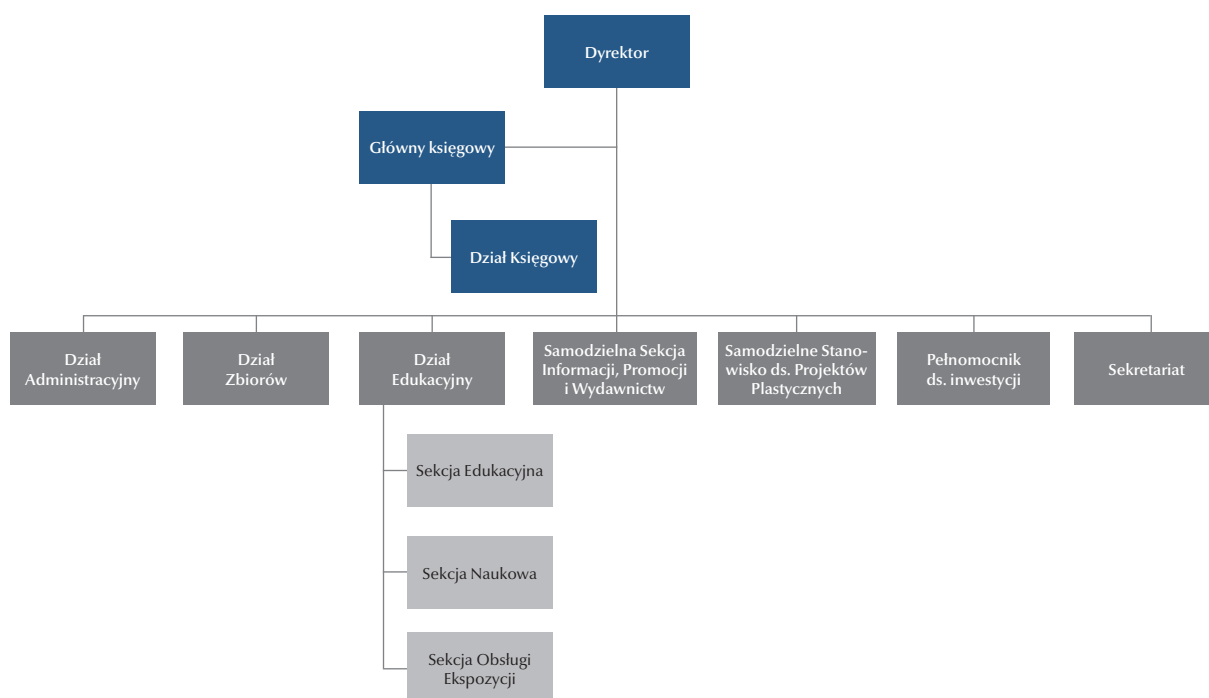 Dyrektor
Główny księgowy
Dział Księgowy
Dział
Administracyjny
Dział
Zbiorów
Dział
Edukacyjny
Samodzielna Sekcja
Informacji, Promocji
i Wydawnictw
Samodzielne Stano-
wisko ds. Projektów
Plastycznych
Pełnomocnik
ds. inwestycji
Sekretariat
Sekcja Edukacyjna
Sekcja Naukowa
Sekcja Obsługi
Ekspozycji